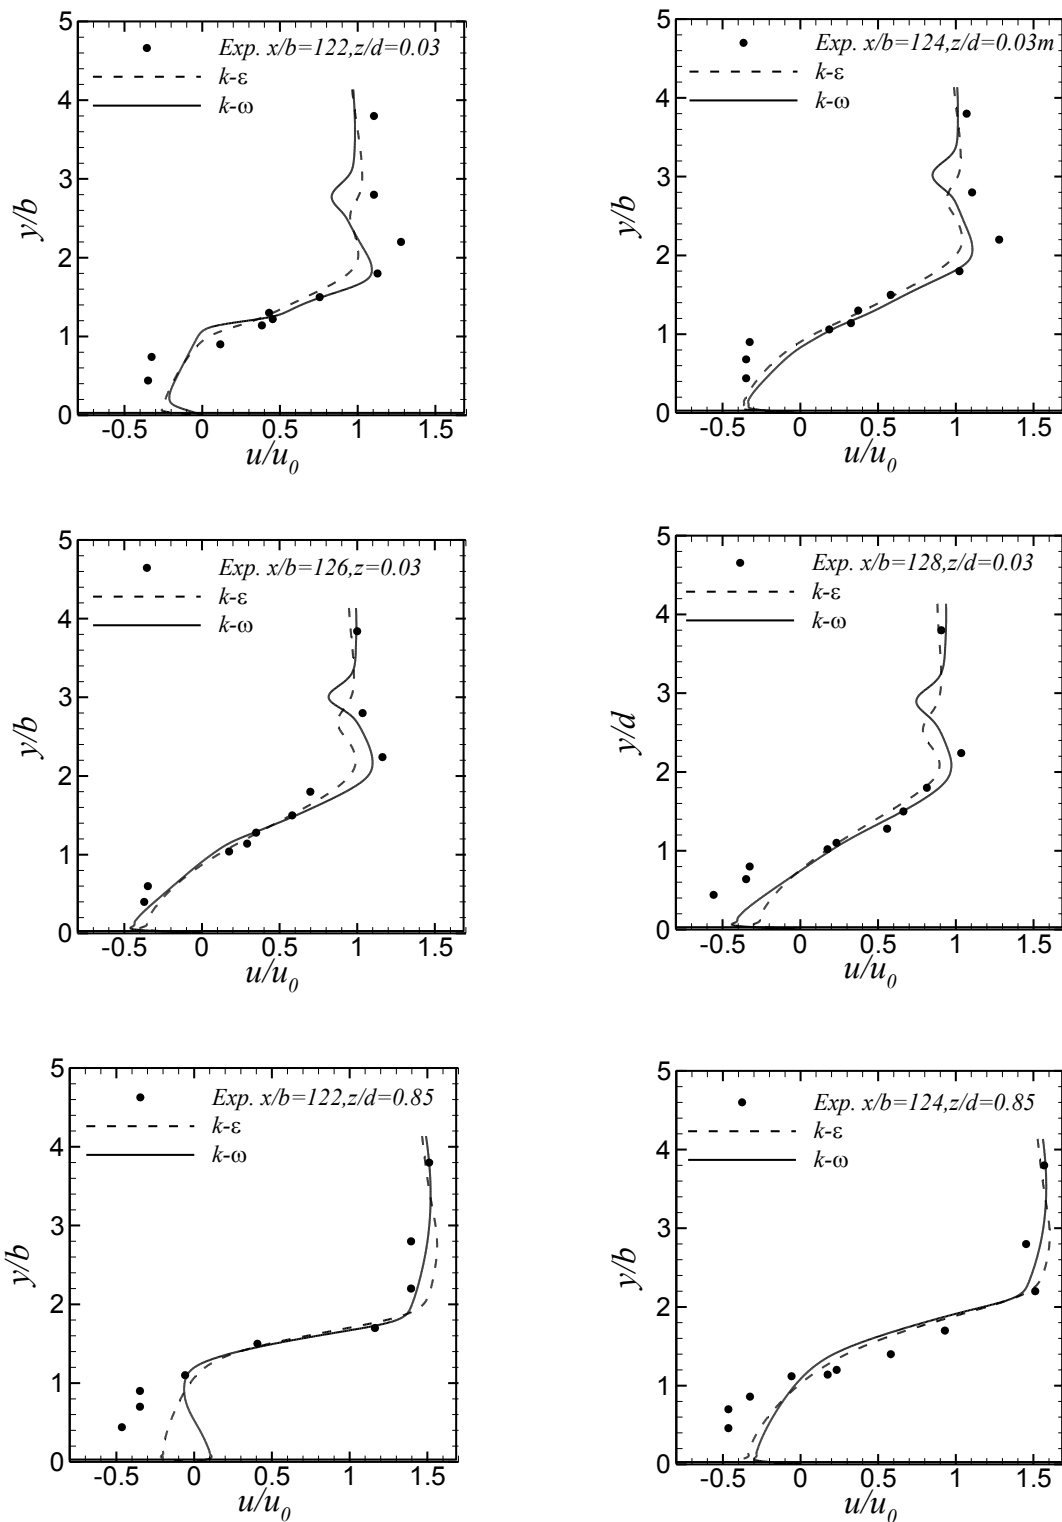 5
Exp. x/b=122,z/d=0.03
k-ε
4
k-ω
3
y/b
2
1
0
-0.5 0 0.5 1 1.5
u/u0
5
Exp. x/b=124,z/d=0.03m
k-ε
4
k-ω
3
y/b
2
1
0
-0.5 0 0.5 1 1.5
u/u0
5
Exp. x/b=126,z=0.03
k-ε
4
k-ω
3
y/b
2
1
0
-0.5 0 0.5 1 1.5
u/u0
5
Exp. x/b=128,z/d=0.03
k-ε
4
k-ω
3
y/d
2
1
0
-0.5 0 0.5 1 1.5
u/u0
5
Exp. x/b=122,z/d=0.85
k-ε
4
k-ω
3
y/b
2
1
0
-0.5 0 0.5 1 1.5
u/u0
5
Exp. x/b=124,z/d=0.85
k-ε
4
k-ω
3
y/b
2
1
0
-0.5 0 0.5 1 1.5
u/u0